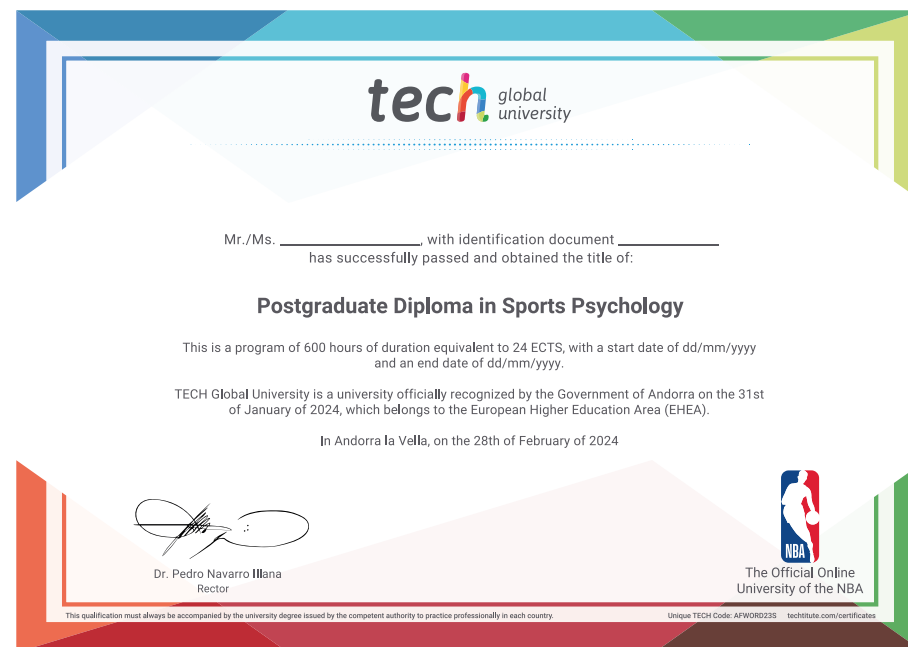 tech global university
Mr./Ms. ____________, with identification document ____________
has successfully passed and obtained the title of:
Postgraduate Diploma in Sports Psychology
This is a program of 600 hours of duration equivalent to 24 ECTS, with a start date of dd/mm/yyyy
and an end date of dd/mm/yyyy.
TECH Global University is a university officially recognized by the Government of Andorra on the 31st
of January of 2024, which belongs to the European Higher Education Area (EHEA).
In Andorra la Vella, on the 28th of February of 2024
Dr. Pedro Navarro Illana
Rector
NBA
The Official Online
University of the NBA
This qualification must always be accompanied by the university degree issued by the competent authority to practice professionally in each country.
Unique TECH Code: AFWORD23S techtitute.com/certificates